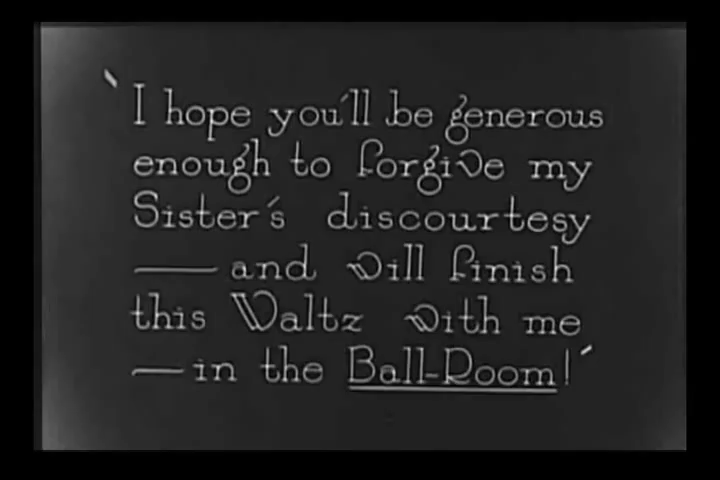 'I hope you'll be generous
enough to forgive my
Sister's discourtesy
— and will finish
this Waltz with me
— in the Ball-Room!'